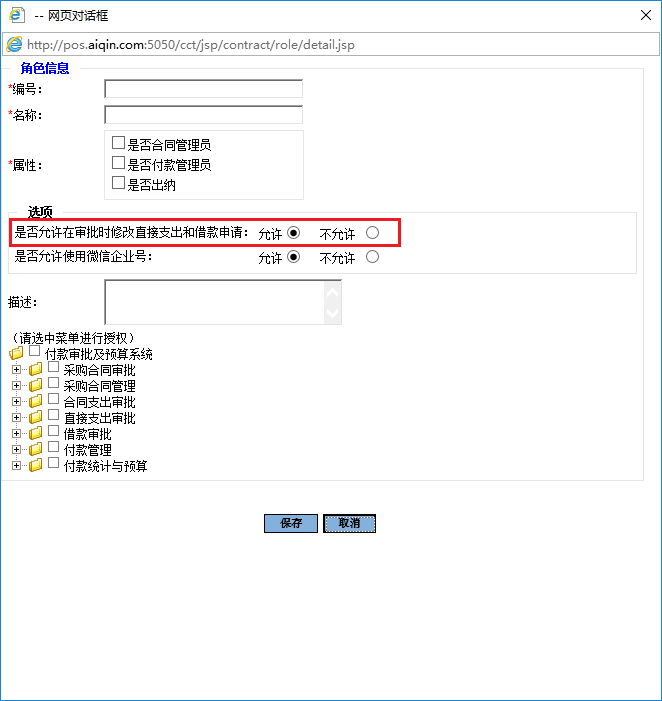 -- 网页对话框
http://pos.aiqin.com:5050/cct/jsp/contract/role/detail.jsp
角色信息
*编号：
*名称：
*属性：
是否合同管理员
是否付款管理员
是否出纳
选项
是否允许在审批时修改直接支出和借款申请： 允许 不允许
是否允许使用微信企业号： 允许 不允许
描述：
（请选中菜单进行授权）
付款审批及预算系统
采购合同审批
采购合同管理
合同支出审批
直接支出审批
借款审批
付款管理
付款统计与预算
保存 取消